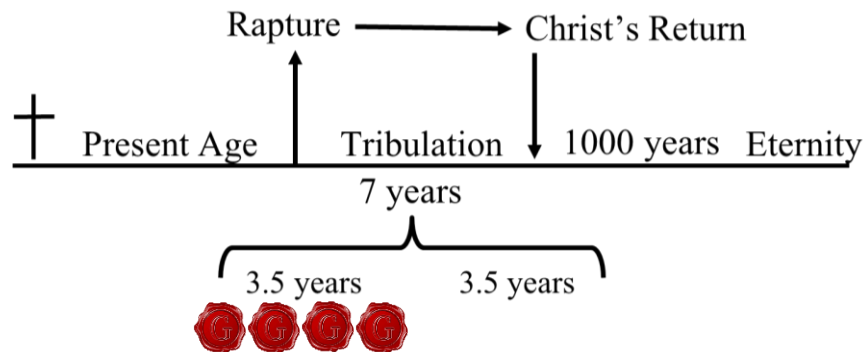 Rapture Christ's Return
Present Age Tribulation 1000 years Eternity
7 years
3.5 years 3.5 years
G G G G